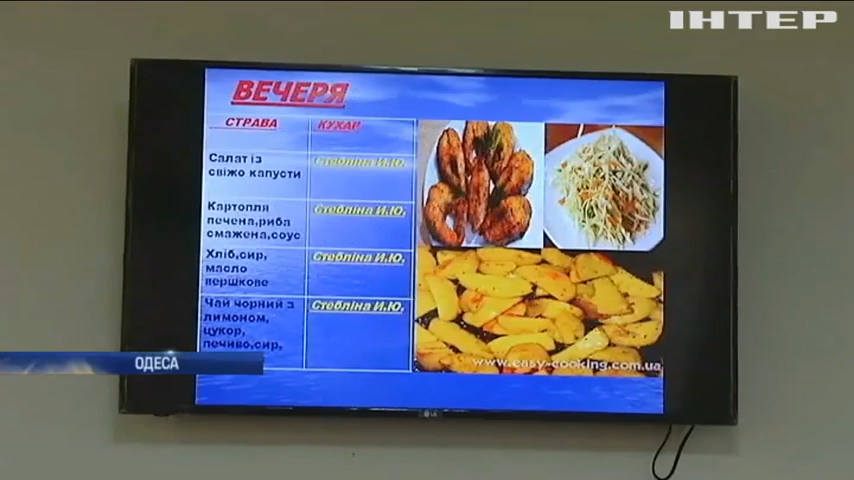 ІНТЕР
ВЕЧЕРЯ
СТРАВА
КУХАР
Салат із
свіжо капусти
Стебліна И.Ю.
Картопля
печена,риба
смажена,соус
Стебліна И.Ю.
Хліб,сир,
масло
вершкове
Стебліна И.Ю.
Чай чорний з
лимоном,
цукор,
печиво,сир,
Стебліна И.Ю.
www.easy-cooking.com.ua
ОДЕСА
LG